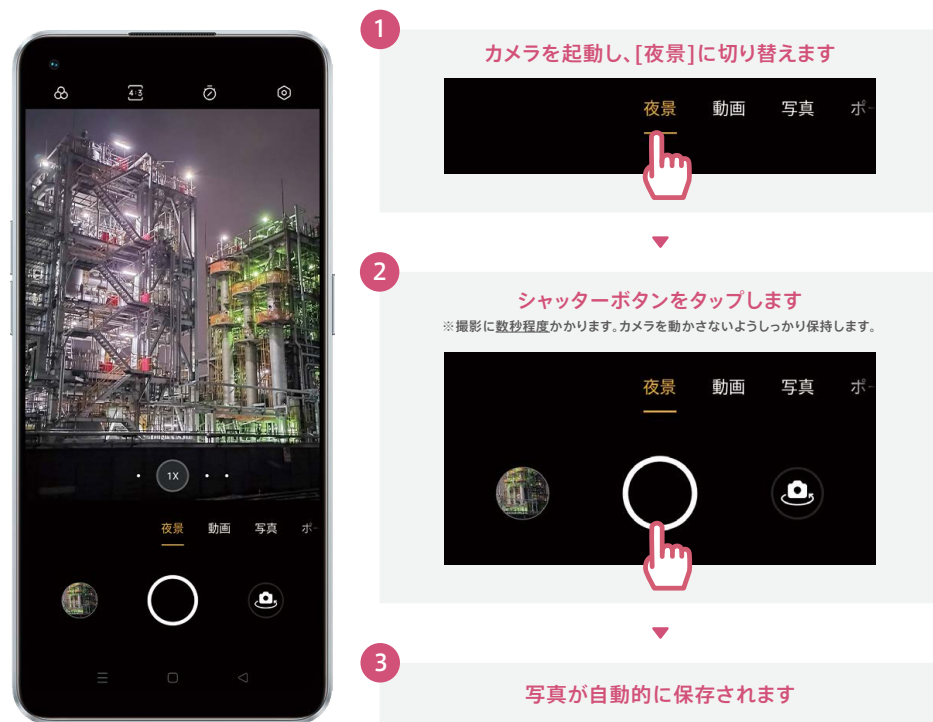 4:3
1X
夜景 動画 写真 ポー
1
カメラを起動し、[夜景]に切り替えます
夜景 動画 写真 ポー
2
シャッターボタンをタップします
※撮影に数秒程度かかります。カメラを動かさないようしっかり保持します。
夜景 動画 写真 ポー
3
写真が自動的に保存されます